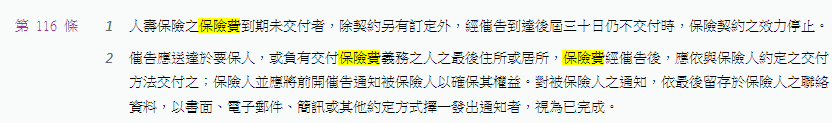 第 116 條 1 人壽保險之保險費到期未交付者，除契約另有訂定外，經催告到達後屆三十日仍不交付時，保險契約之效力停止。
2 催告應送達於要保人，或負有交付保險費義務之人之最後住所或居所，保險費經催告後，應依與保險人約定之交付
方法交付之；保險人並應將前開催告通知被保險人以確保其權益。對被保險人之通知，依最後留存於保險人之聯絡
資料，以書面、電子郵件、簡訊或其他約定方式擇一發出通知者，視為已完成。